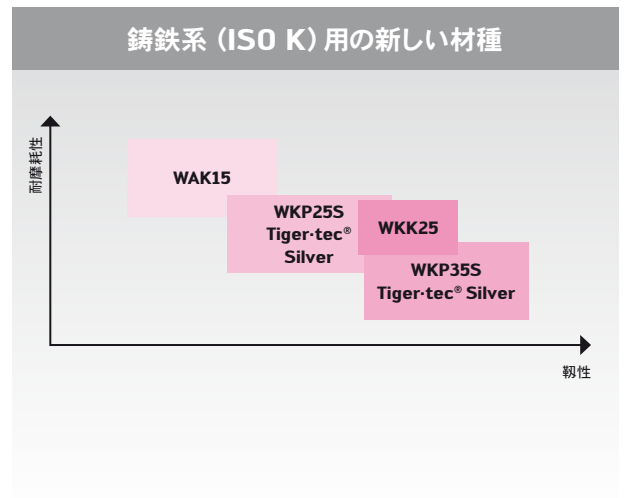 鋳鉄系（ISO K）用の新しい材種
耐摩耗性
WAK15
WKP25S
Tiger·tec®
Silver
WKK25
WKP35S
Tiger·tec® Silver
靭性